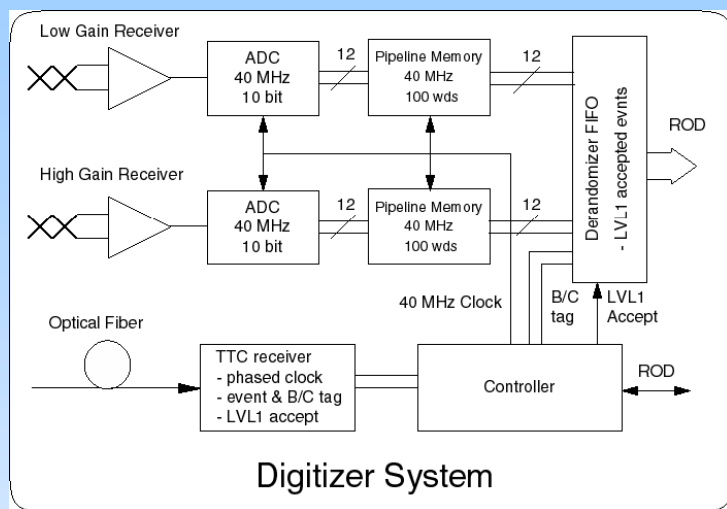 Low Gain Receiver
ADC
40 MHz
10 bit
12
Pipeline Memory
40 MHz
100 wds
12
Derandomizer FIFO
- LVL1 accepted evnts
ROD
High Gain Receiver
ADC
40 MHz
10 bit
12
Pipeline Memory
40 MHz
100 wds
12
40 MHz Clock
B/C
tag
LVL1
Accept
Optical Fiber
TTC receiver
- phased clock
- event & B/C tag
- LVL1 accept
Controller
ROD
Digitizer System